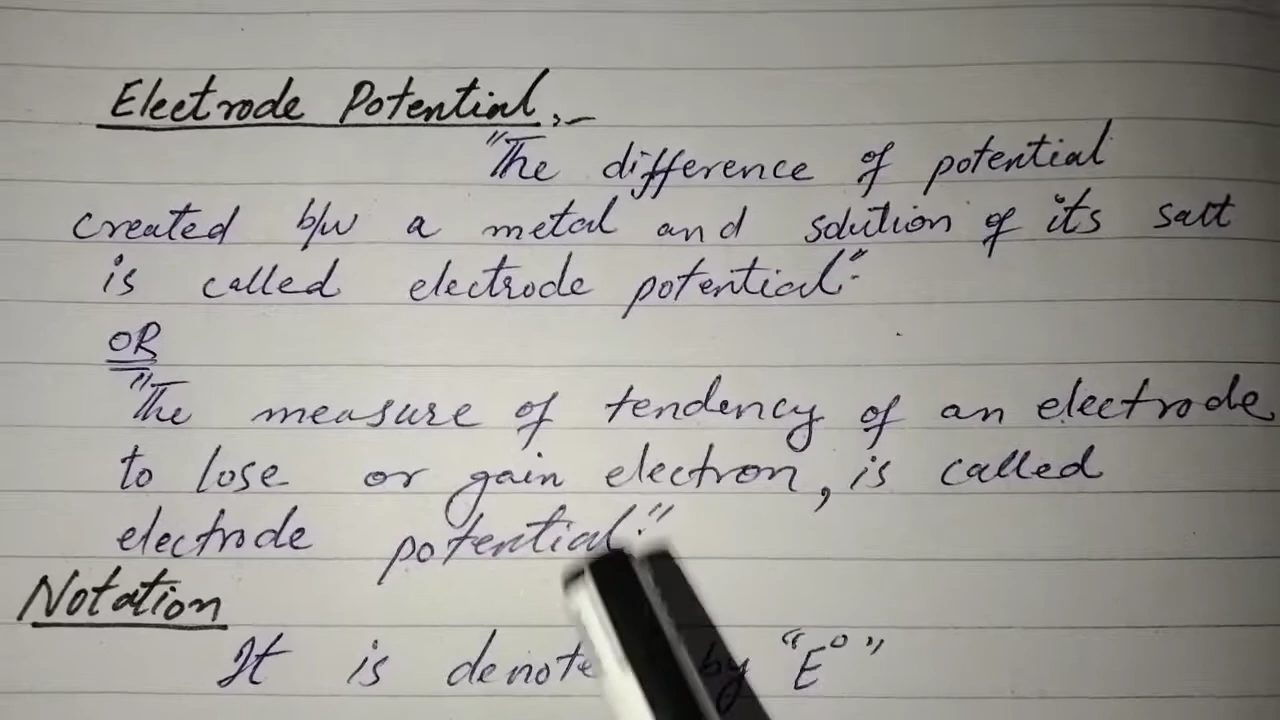 Electrode Potential,-
"The difference of potential
created b/w a metal and solution of its salt
is called electrode potential".
OR
"The measure of tendency of an electrode
to lose or gain electron, is called
electrode potential."
Notation
It is denote by "E°"